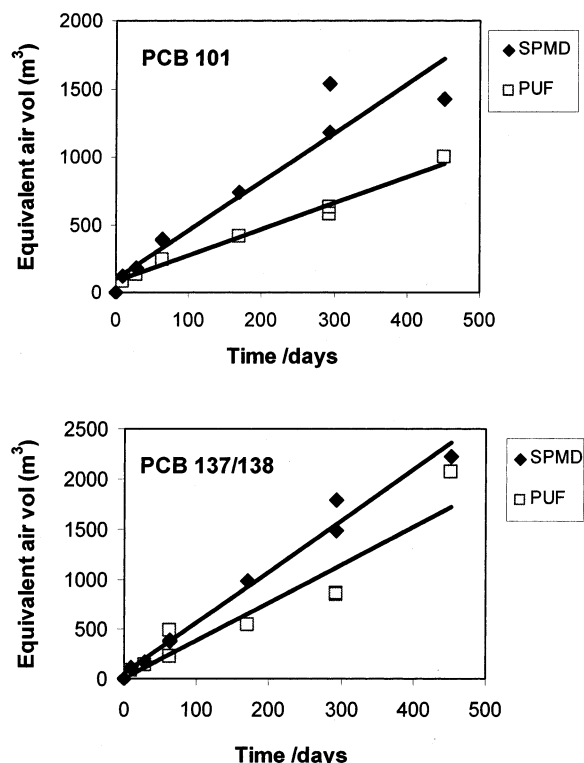 2000
PCB 101
SPMD
PUF
1500
1000
500
0
Equivalent air vol (m³)
0 100 200 300 400 500
Time /days
2500
PCB 137/138
SPMD
PUF
2000
1500
1000
500
0
Equivalent air vol (m³)
0 100 200 300 400 500
Time /days